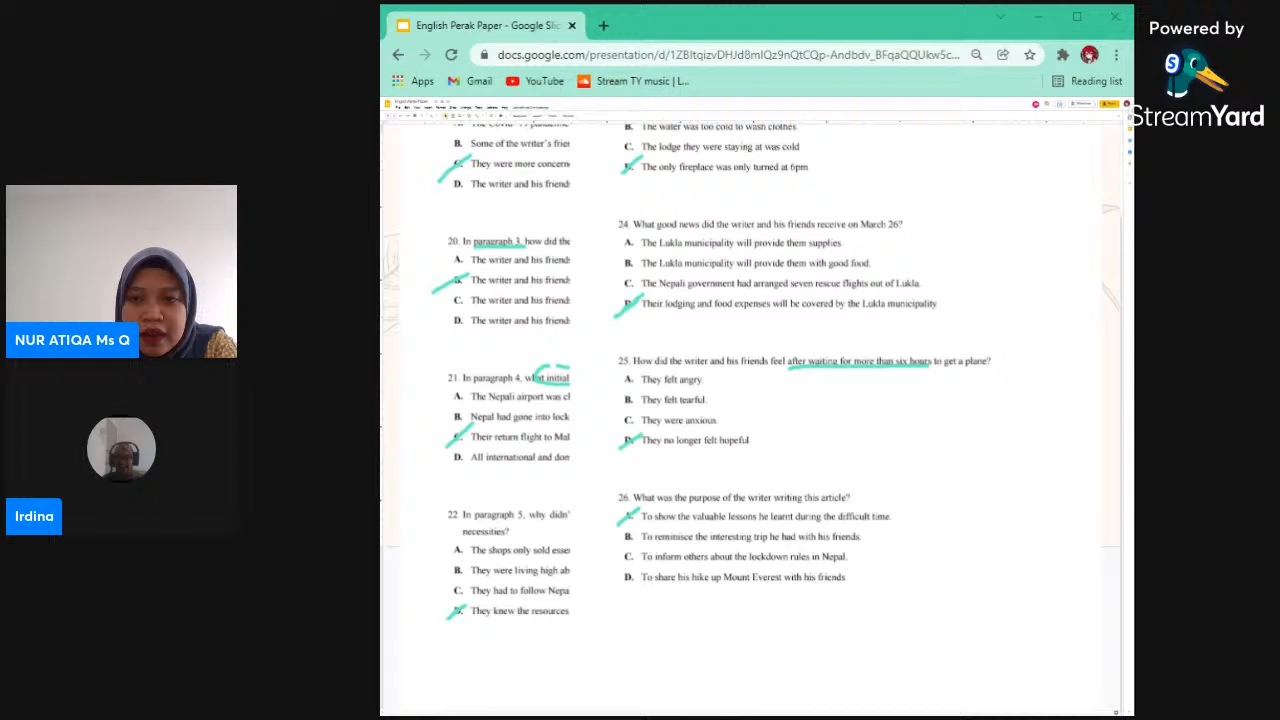 English Perak Paper - Google Slic
docs.google.com/presentation/d/1ZBItqizvDHJd8mIQz9nQtCQp-Andbdv_BFqaQQUkw5c...
Apps
Gmail
YouTube
Stream TY music | L...
Reading list
Powered by
StreamYard
B. Some of the writer's frien
C. They were more concern
D. The writer and his friends
20. In paragraph 3, how did the
A. The writer and his friends
B. The writer and his friends
C. The writer and his friends
D. The writer and his friends
21. In paragraph 4, what initial
A. The Nepali airport was cl
B. Nepal had gone into lock
C. Their return flight to Mal
D. All international and dom
22. In paragraph 5, why didn'
necessities?
A. The shops only sold essen
B. They were living high ab
C. They had to follow Nepa
D. They knew the resources
B. The water was too cold to wash clothes
C. The lodge they were staying at was cold
D. The only fireplace was only turned at 6pm
24. What good news did the writer and his friends receive on March 26?
A. The Lukla municipality will provide them supplies.
B. The Lukla municipality will provide them with good food.
C. The Nepali government had arranged seven rescue flights out of Lukla.
D. Their lodging and food expenses will be covered by the Lukla municipality
25. How did the writer and his friends feel after waiting for more than six hours to get a plane?
A. They felt angry.
B. They felt tearful.
C. They were anxious.
D. They no longer felt hopeful
26. What was the purpose of the writer writing this article?
A. To show the valuable lessons he learnt during the difficult time.
B. To reminisce the interesting trip he had with his friends.
C. To inform others about the lockdown rules in Nepal.
D. To share his hike up Mount Everest with his friends
NUR ATIQA Ms Q
Irdina